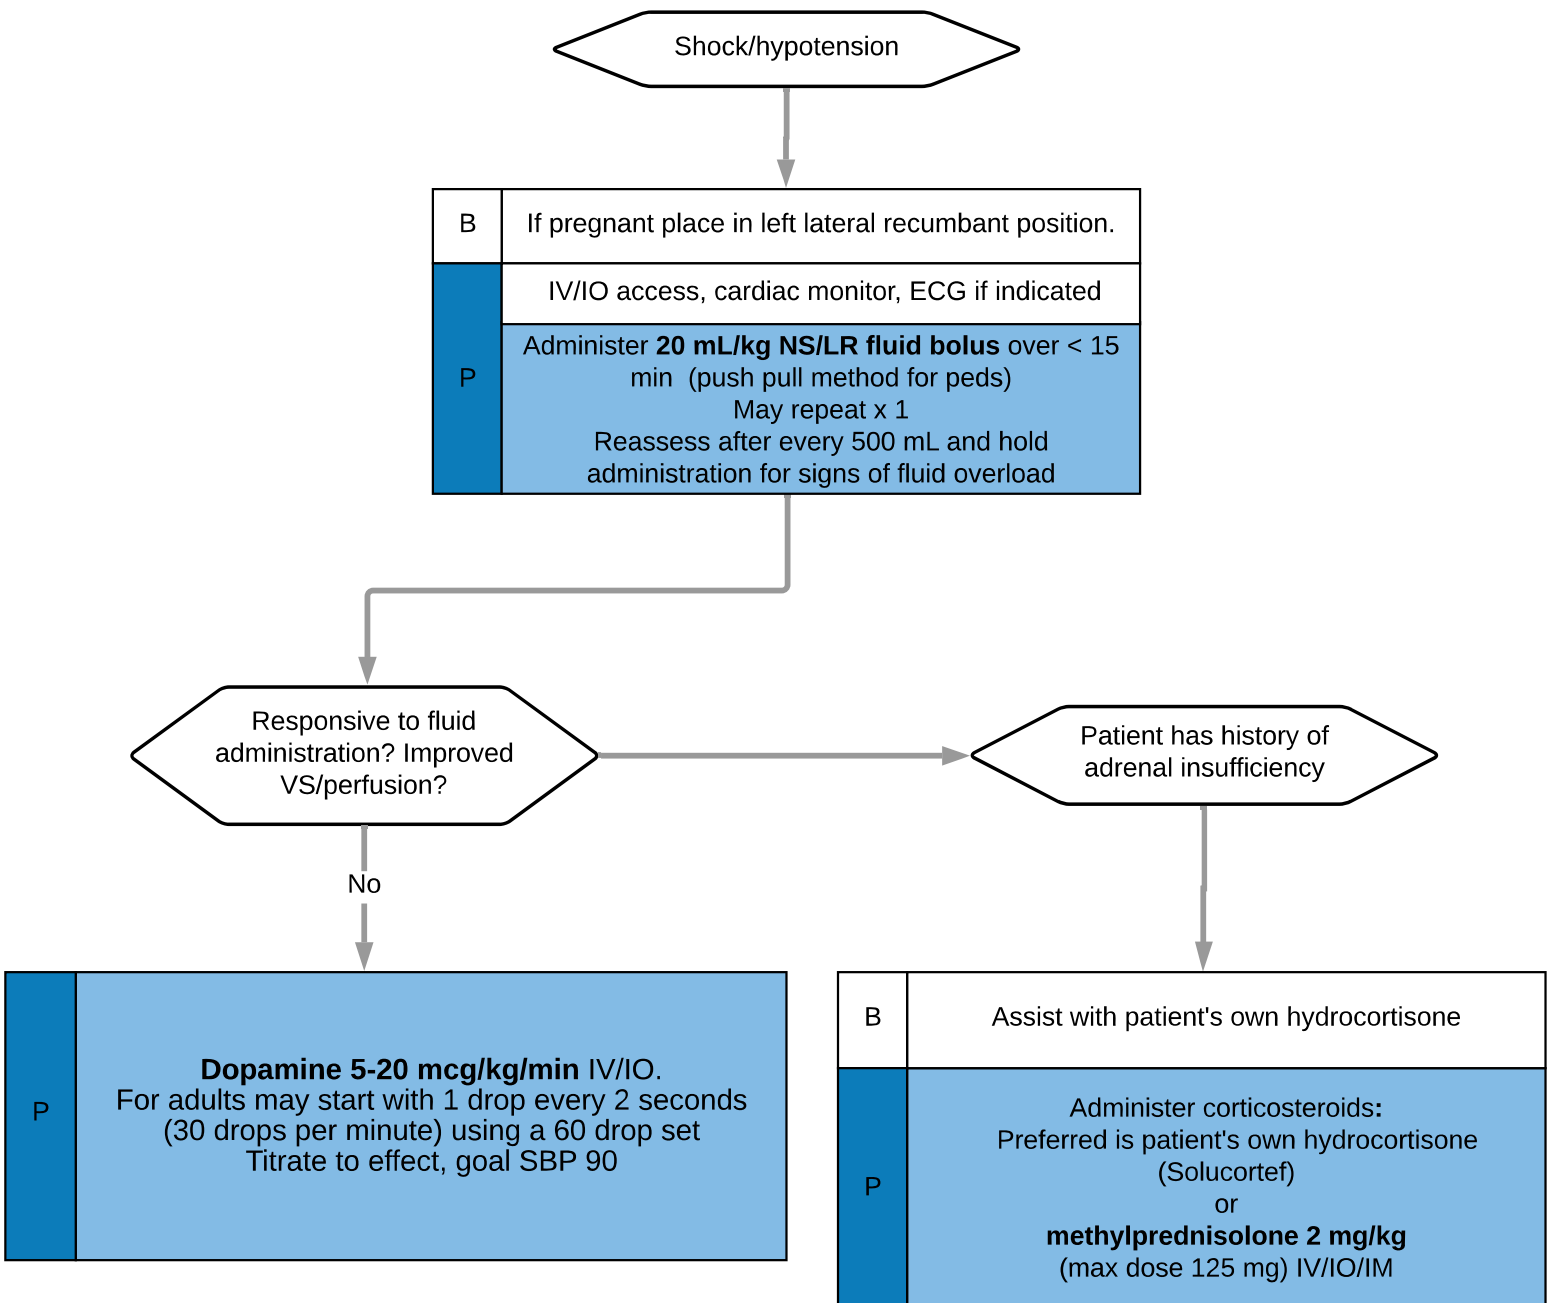 Shock/hypotension
B
If pregnant place in left lateral recumbant position.
P
IV/IO access, cardiac monitor, ECG if indicated
Administer 20 mL/kg NS/LR fluid bolus over < 15
min (push pull method for peds)
May repeat x 1
Reassess after every 500 mL and hold
administration for signs of fluid overload
Responsive to fluid
administration? Improved
VS/perfusion?
Patient has history of
adrenal insufficiency
No
P
Dopamine 5-20 mcg/kg/min IV/IO.
For adults may start with 1 drop every 2 seconds
(30 drops per minute) using a 60 drop set
Titrate to effect, goal SBP 90
B
Assist with patient's own hydrocortisone
P
Administer corticosteroids:
Preferred is patient's own hydrocortisone
(Solucortef)
or
methylprednisolone 2 mg/kg
(max dose 125 mg) IV/IO/IM